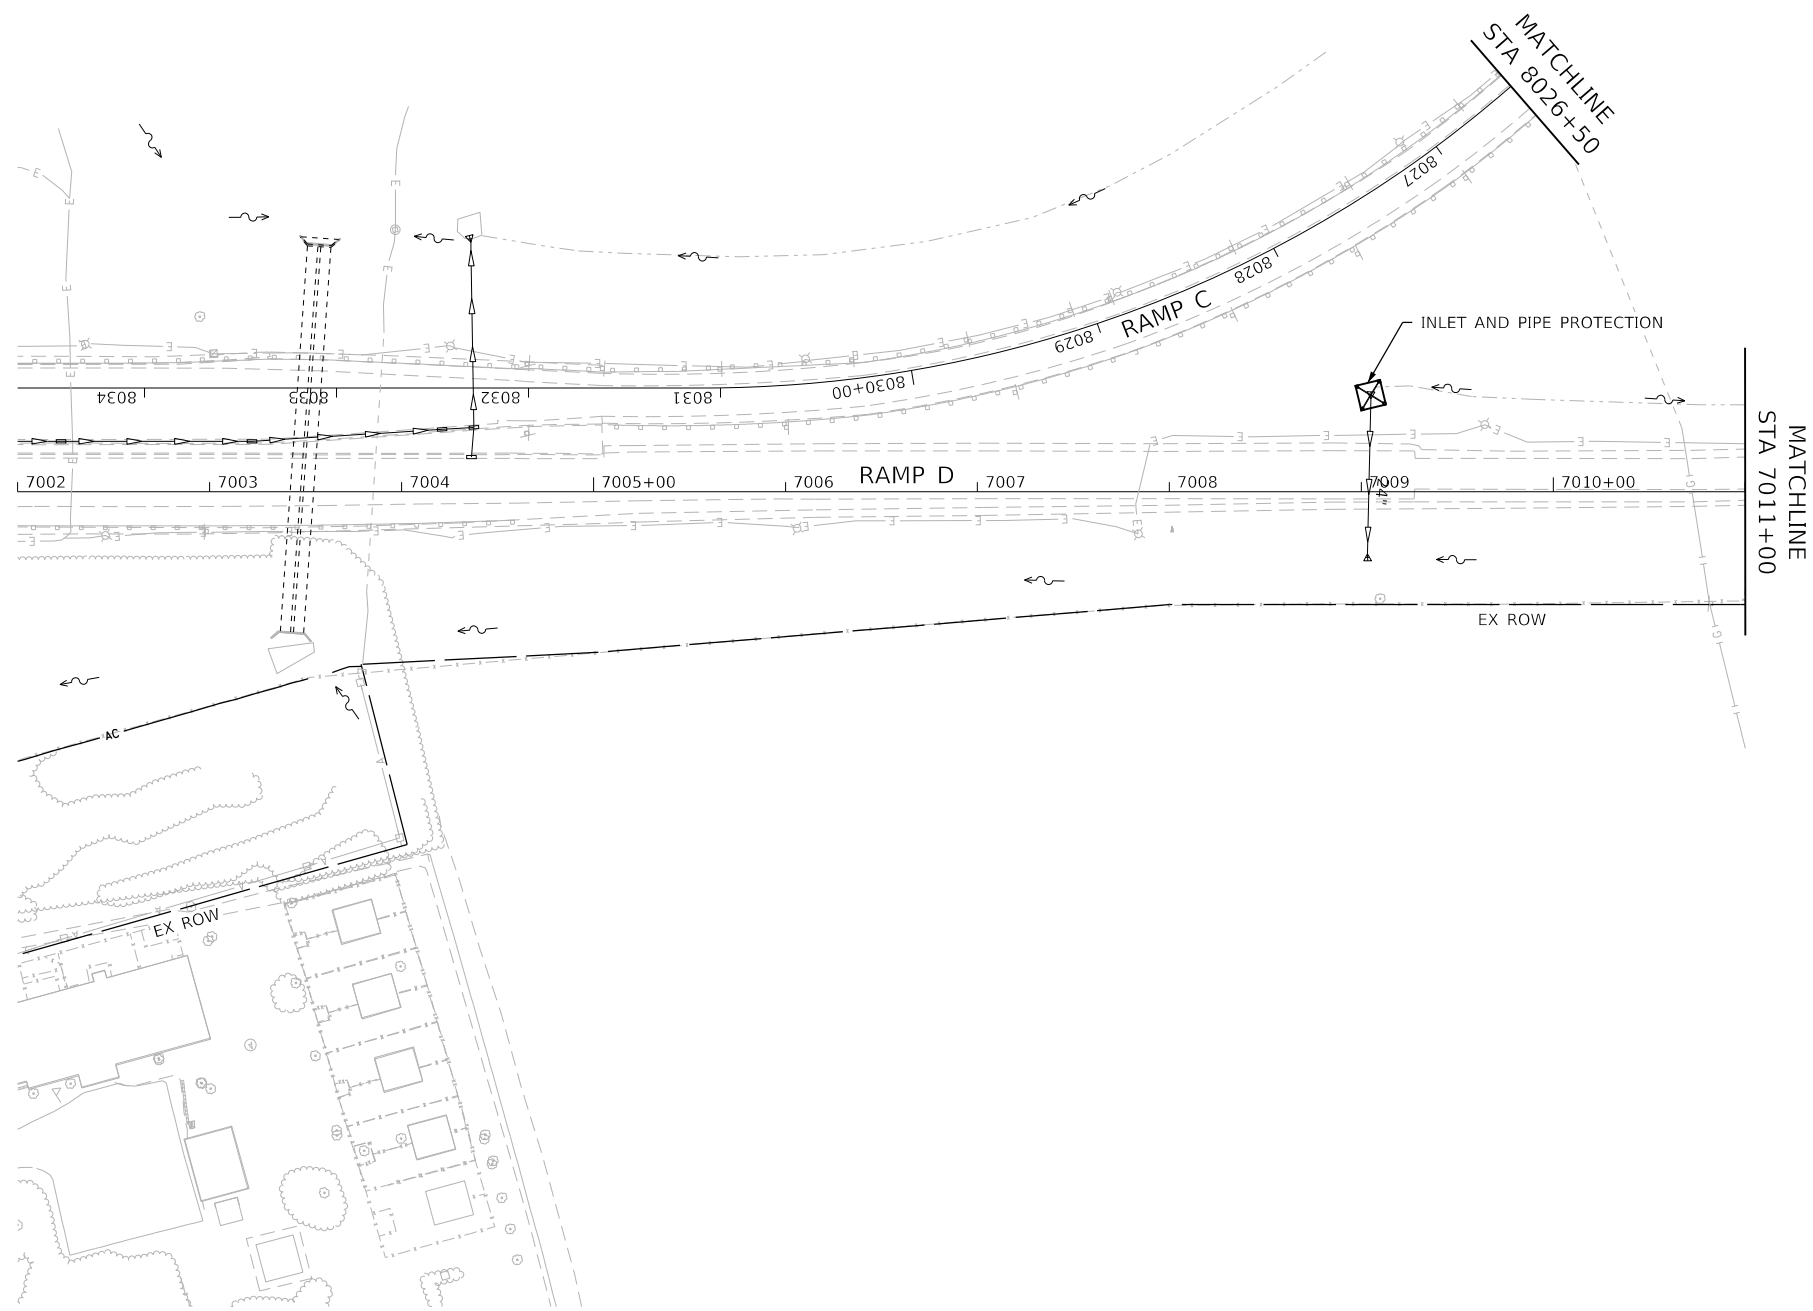 MATCHLINE
STA 8026+50
8027
8028
RAMP C
8029
8030+00
8031
8032
8033
8034
INLET AND PIPE PROTECTION
RAMP D
7002
7003
7004
7005+00
7006
7007
7008
7009
7010+00
24"
MATCHLINE
STA 7011+00
EX ROW
AC
EX ROW
E
E
E
E
E
E
E
E
E
E
E
E
G
G